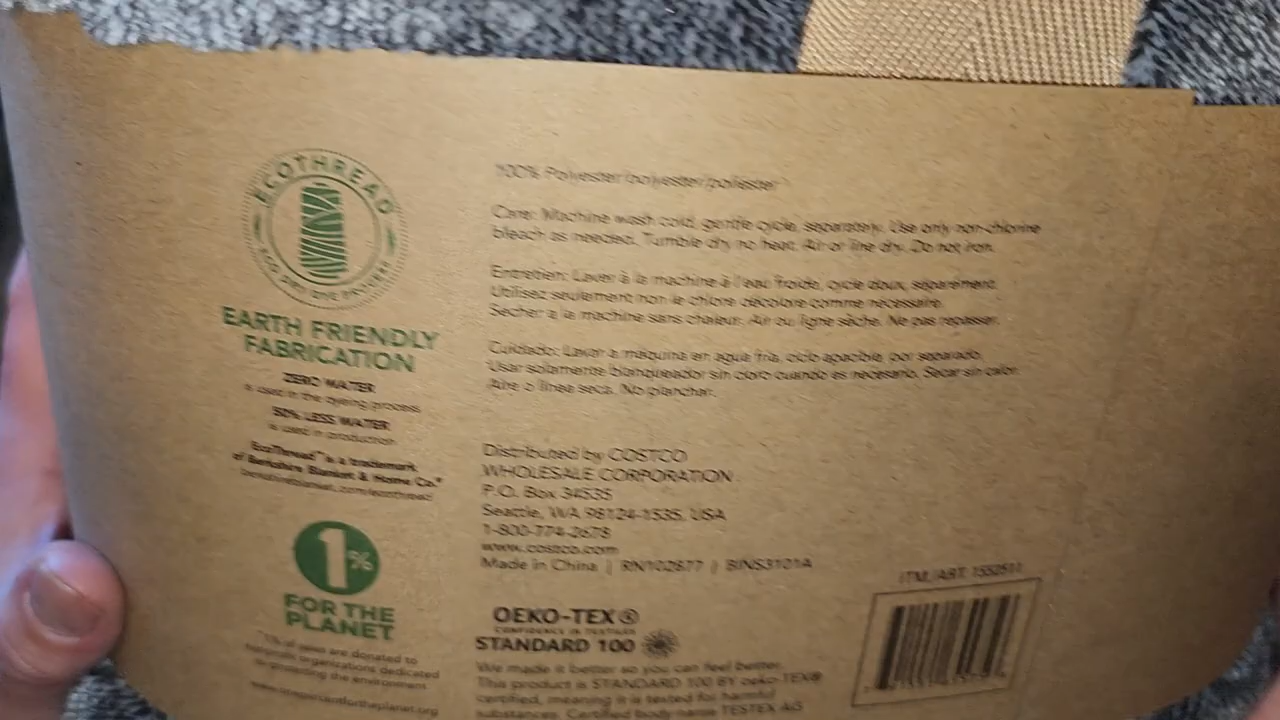 ECOTHREAD
EARTH FRIENDLY
FABRICATION
ZERO WATER
is used in the dyeing process
50% LESS WATER
is used in production
EcoThread™ is a trademark
of Berkshire Blanket & Home Co.®
1%
FOR THE
PLANET
*1% of sales are donated to
nonprofit organizations dedicated
to protecting the environment
www.onepercentfortheplanet.org
100% Polyester/polyester/poliéster
Care: Machine wash cold, gentle cycle, separately. Use only non-chlorine
bleach as needed. Tumble dry no heat. Air or line dry. Do not iron.
Entretien: Laver à la machine à l'eau froide, cycle doux, séparément.
Utilisez seulement non le chlore décolore comme nécessaire.
Sécher a la machine sans chaleur. Air ou ligne sèche. Ne pas repasser.
Cuidado: Lavar a máquina en agua fría, ciclo apacible, por separado.
Usar solamente blanqueador sin cloro cuando es necesario. Secar sin calor.
Aire o línea seca. No planchar.
Distributed by COSTCO
WHOLESALE CORPORATION
P.O. Box 34535
Seattle, WA 98124-1535, USA
1-800-774-2678
www.costco.com
Made in China | RN102677 | BINS3101A
OEKO-TEX®
CONFIDENCE IN TEXTILES
STANDARD 100
We made it better so you can feel better.
This product is STANDARD 100 BY OEKO-TEX®
certified, meaning it is tested for harmful
substances. Certified body name TESTEX AG
ITM./ART. 1552511